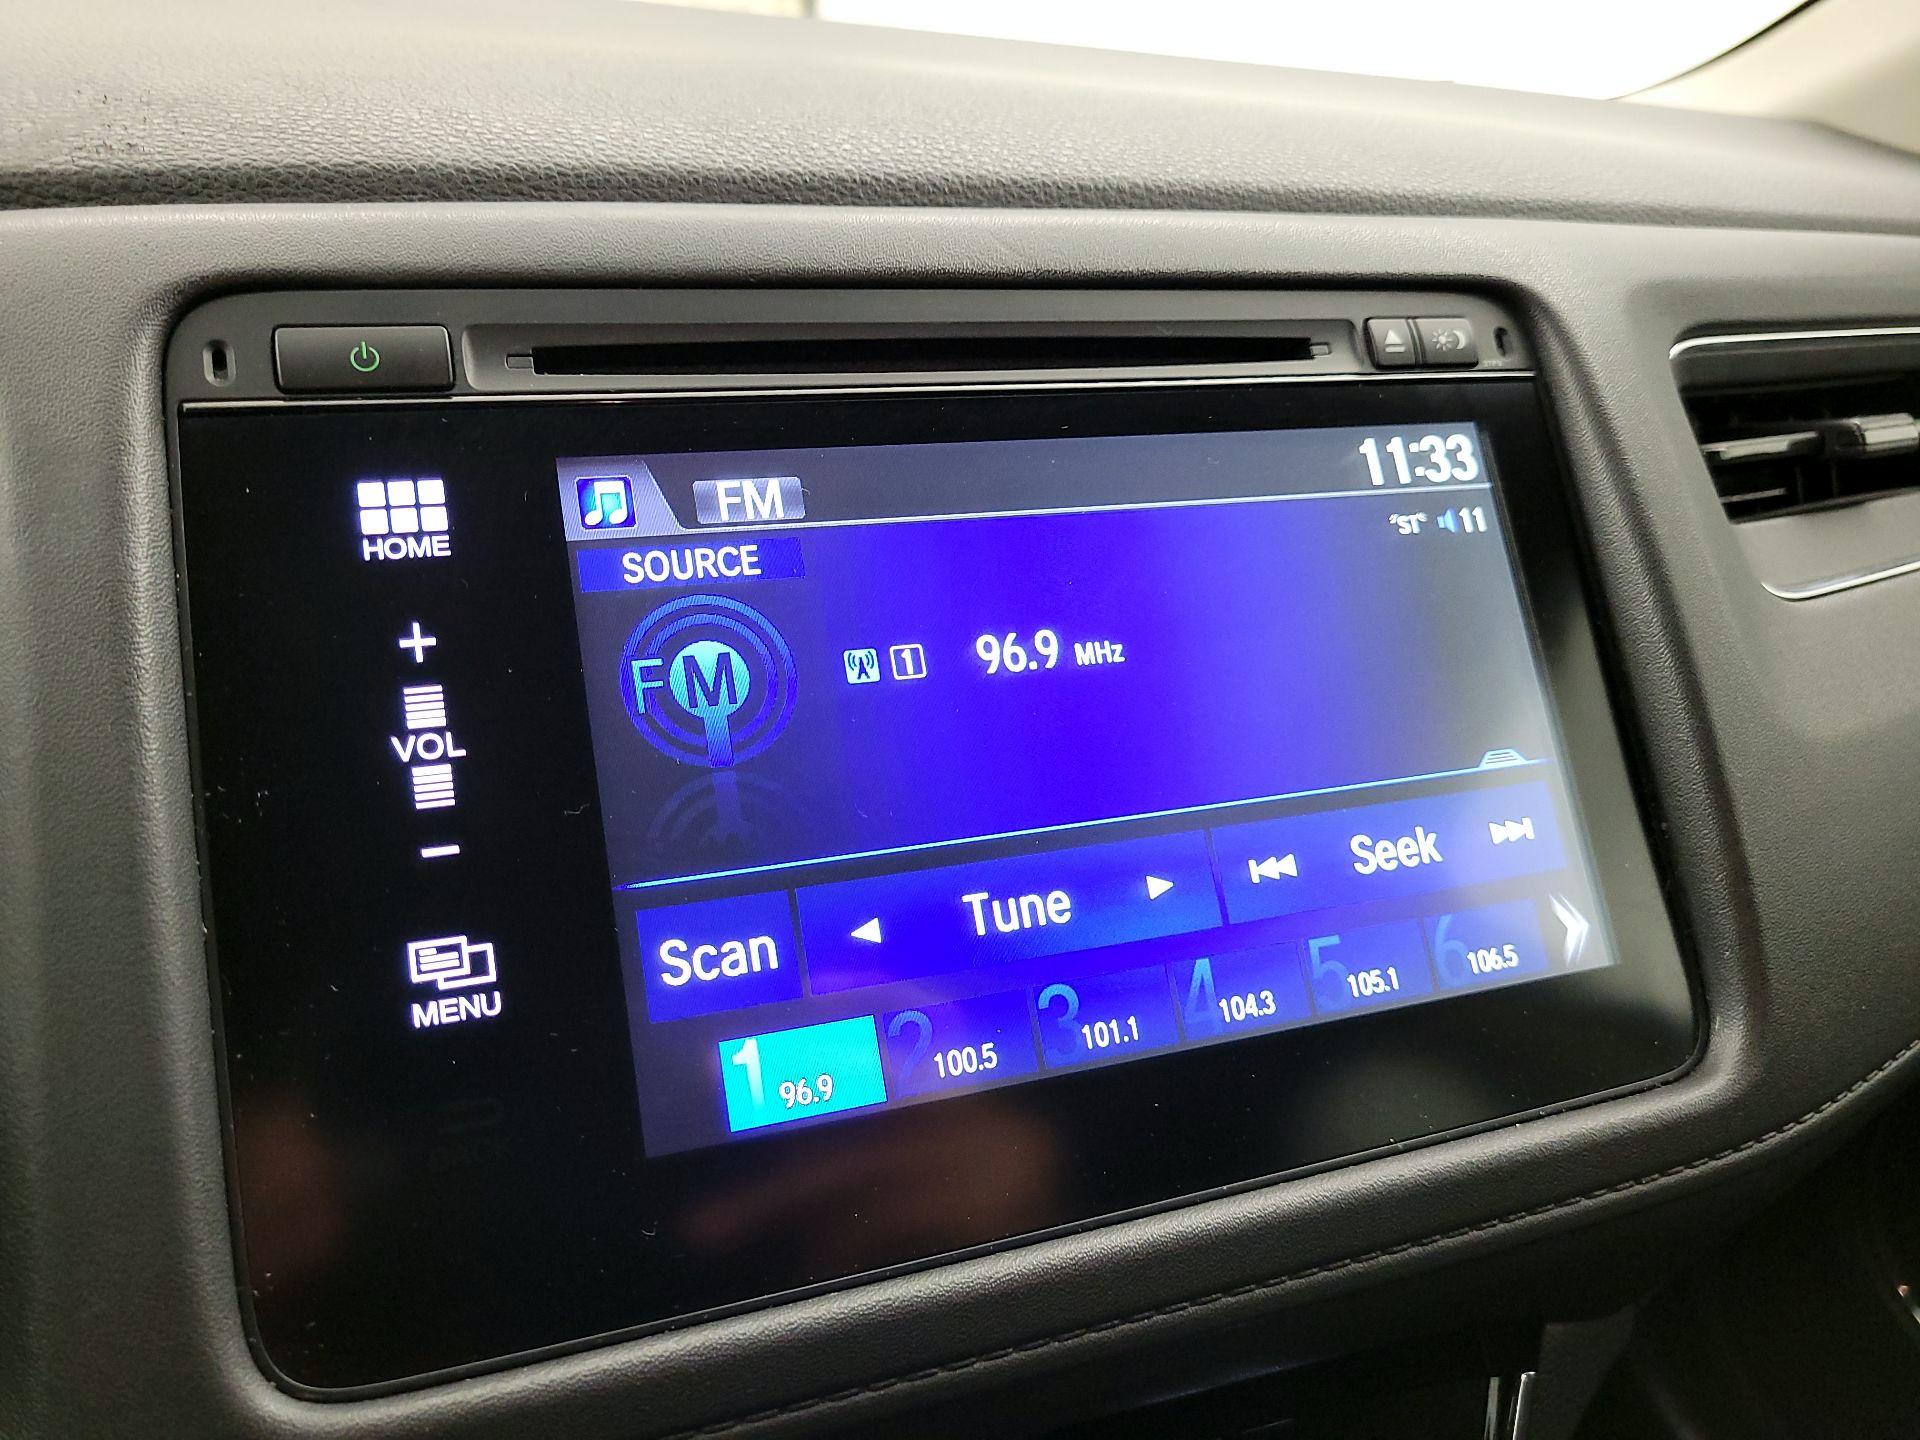 11:33
FM
ST 11
HOME
SOURCE
FM
1 96.9 MHz
+
VOL
−
Scan
Tune
Seek
MENU
1 96.9
2 100.5
3 101.1
4 104.3
5 105.1
6 106.5